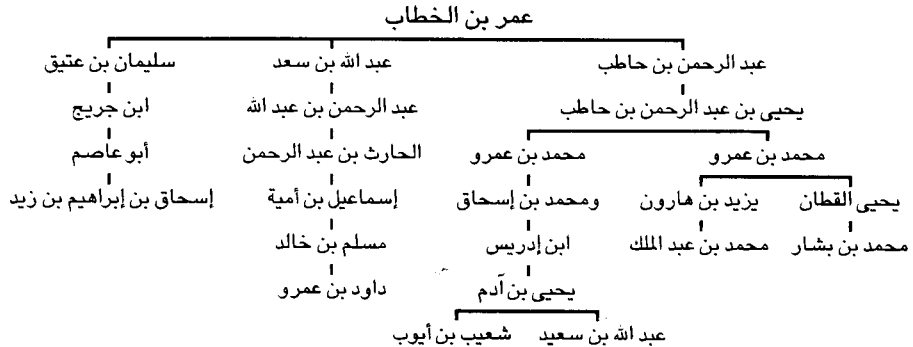 عمر بن الخطاب
عبد الرحمن بن حاطب عبد الله بن سعد سليمان بن عتيق
يحيى بن عبد الرحمن بن حاطب عبد الرحمن بن عبد الله ابن جريج
محمد بن عمرو محمد بن عمرو الحارث بن عبد الرحمن أبو عاصم
يحيى القطان يزيد بن هارون ومحمد بن إسحاق إسماعيل بن أمية إسحاق بن إبراهيم بن زيد
محمد بن بشار محمد بن عبد الملك ابن إدريس مسلم بن خالد
يحيى بن آدم داود بن عمرو
عبد الله بن سعيد شعيب بن أيوب